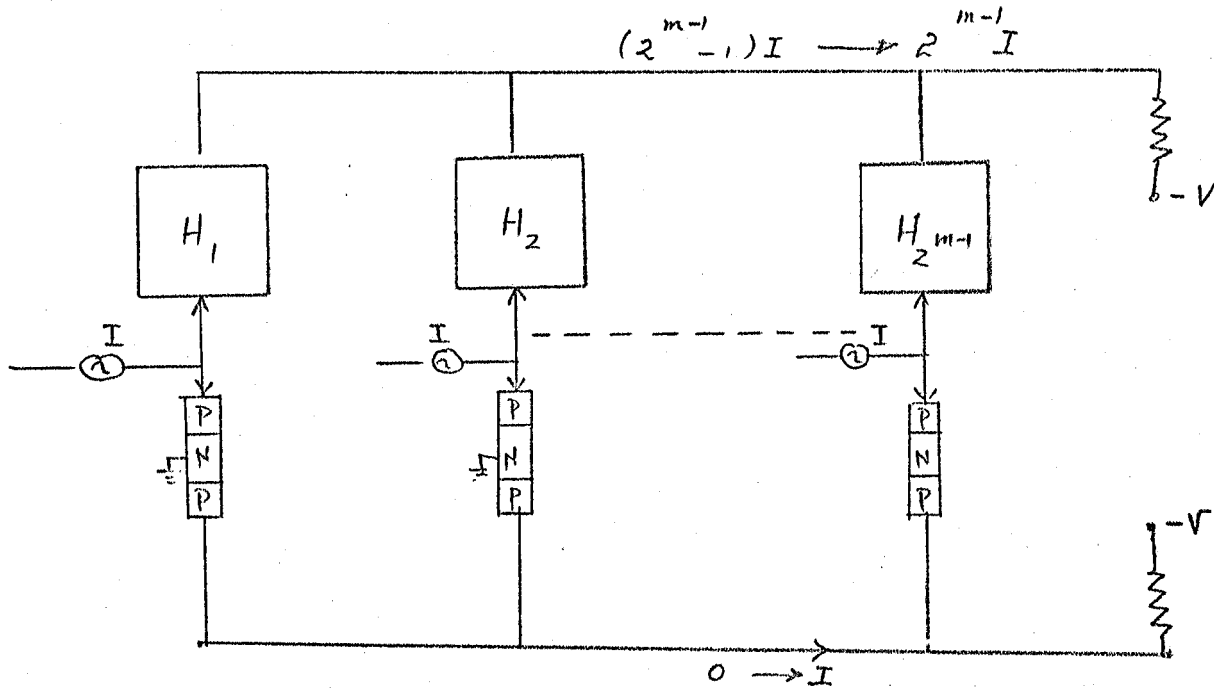 (2^{m-1} - 1) I → 2^{m-1} I
-V
H_1 H_2 H_{2^{m-1}}
I I I
P P P
N N N
P P P
-V
0 → I